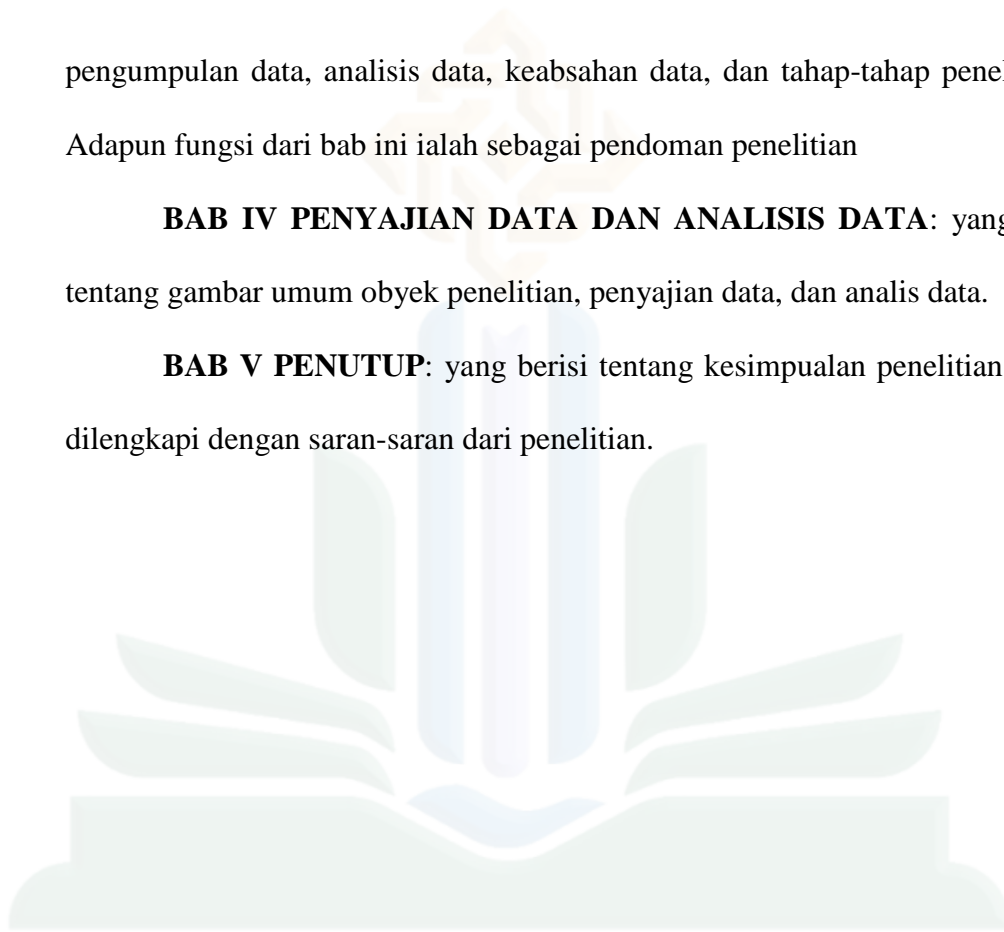 pengumpulan data, analisis data, keabsahan data, dan tahap-tahap
Adapun fungsi dari bab ini ialah sebagai pendoman penelitian
BAB IV PENYAJIAN DATA DAN ANALISIS DATA: yang
tentang gambar umum obyek penelitian, penyajian data, dan analis data.
BAB V PENUTUP: yang berisi tentang kesimpualan penelitian
dilengkapi dengan saran-saran dari penelitian.